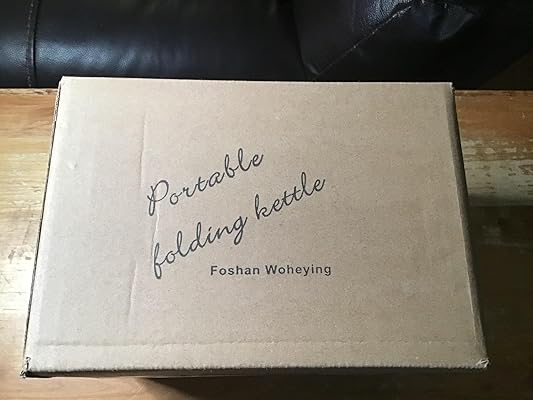 Portable
folding kettle
Foshan Woheying